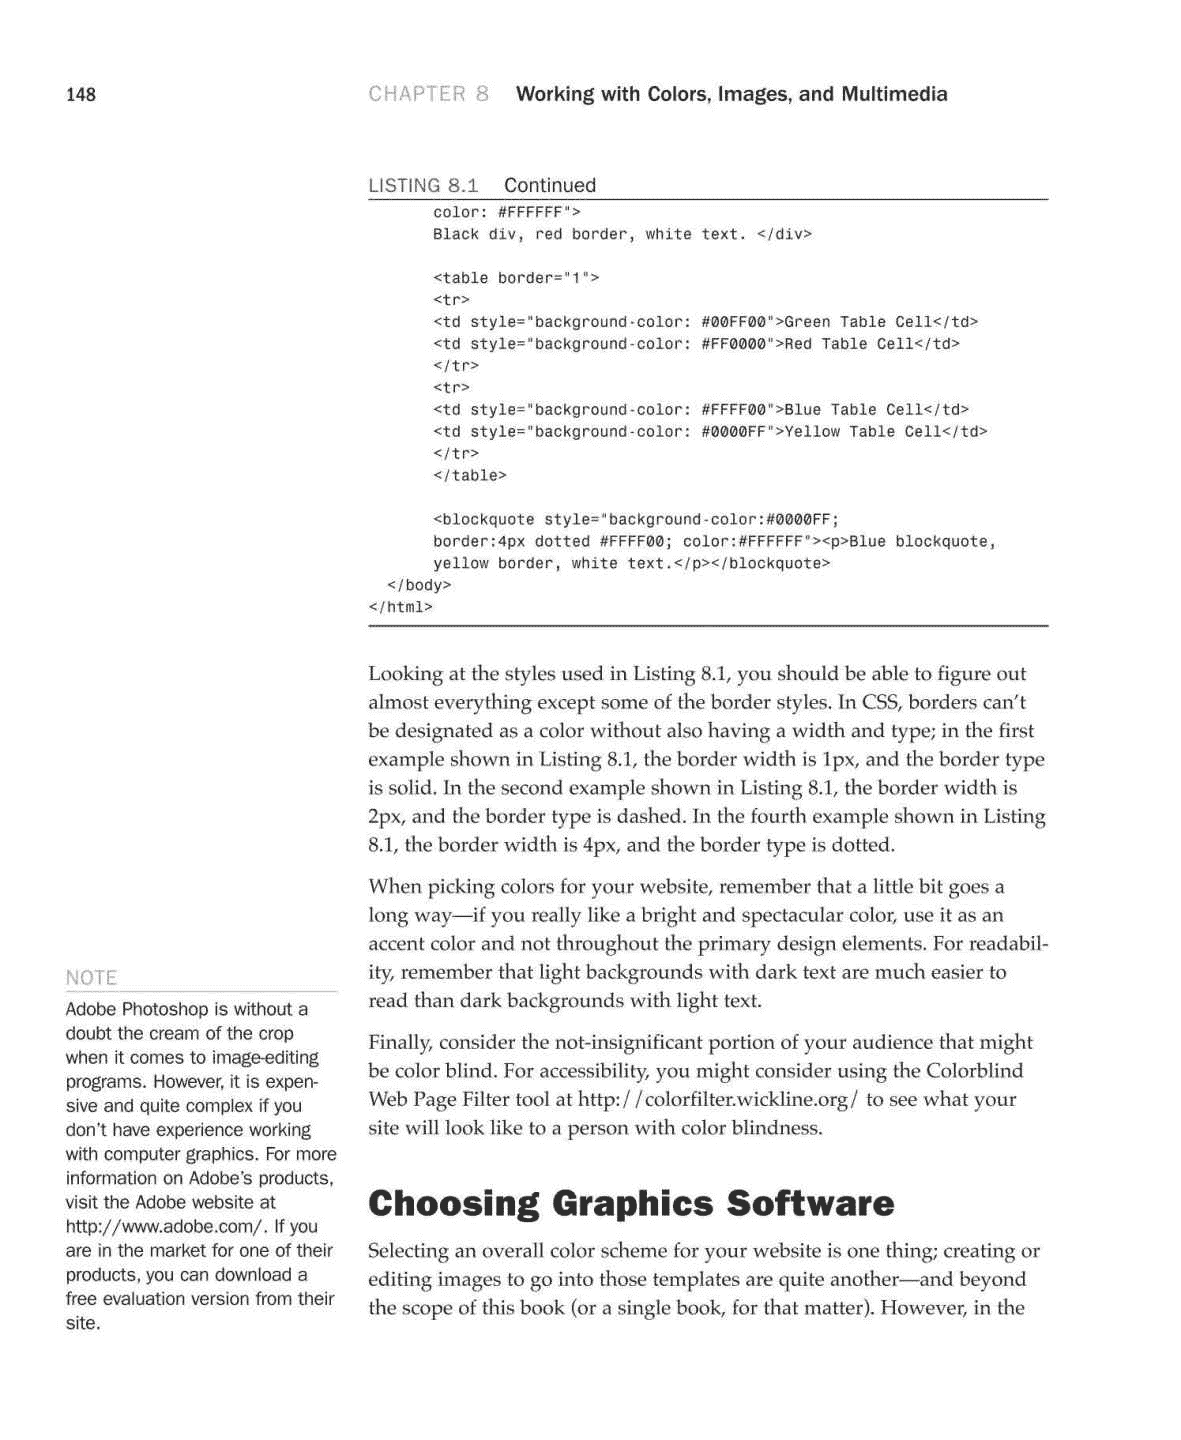 148
CHAPTER 8 Working with Colors, Images, and Multimedia
LISTING 8.1 Continued
color: #FFFFFF">
Black div, red border, white text. </div>
<table border="1">
<tr>
<td style="background-color: #00FF00">Green Table Cell</td>
<td style="background-color: #FF0000">Red Table Cell</td>
</tr>
<tr>
<td style="background-color: #FFFF00">Blue Table Cell</td>
<td style="background-color: #0000FF">Yellow Table Cell</td>
</tr>
</table>
<blockquote style="background-color:#0000FF;
border:4px dotted #FFFF00; color:#FFFFFF"><p>Blue blockquote,
yellow border, white text.</p></blockquote>
</body>
</html>
Looking at the styles used in Listing 8.1, you should be able to figure out
almost everything except some of the border styles. In CSS, borders can't
be designated as a color without also having a width and type; in the first
example shown in Listing 8.1, the border width is 1px, and the border type
is solid. In the second example shown in Listing 8.1, the border width is
2px, and the border type is dashed. In the fourth example shown in Listing
8.1, the border width is 4px, and the border type is dotted.
When picking colors for your website, remember that a little bit goes a
long way—if you really like a bright and spectacular color, use it as an
accent color and not throughout the primary design elements. For readabil-
ity, remember that light backgrounds with dark text are much easier to
read than dark backgrounds with light text.
Finally, consider the not-insignificant portion of your audience that might
be color blind. For accessibility, you might consider using the Colorblind
Web Page Filter tool at http://colorfilter.wickline.org/ to see what your
site will look like to a person with color blindness.
NOTE
Adobe Photoshop is without a
doubt the cream of the crop
when it comes to image-editing
programs. However, it is expen-
sive and quite complex if you
don't have experience working
with computer graphics. For more
information on Adobe's products,
visit the Adobe website at
http://www.adobe.com/. If you
are in the market for one of their
products, you can download a
free evaluation version from their
site.
Choosing Graphics Software
Selecting an overall color scheme for your website is one thing; creating or
editing images to go into those templates are quite another—and beyond
the scope of this book (or a single book, for that matter). However, in the